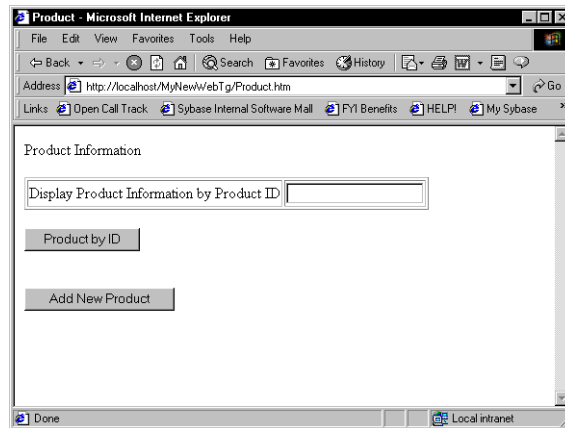 Product - Microsoft Internet Explorer
File Edit View Favorites Tools Help
Back Search Favorites History
Address http://localhost/MyNewWebTg/Product.htm Go
Links Open Call Track Sybase Internal Software Mall FYI Benefits HELP! My Sybase »
Product Information
Display Product Information by Product ID
Product by ID
Add New Product
Done Local intranet